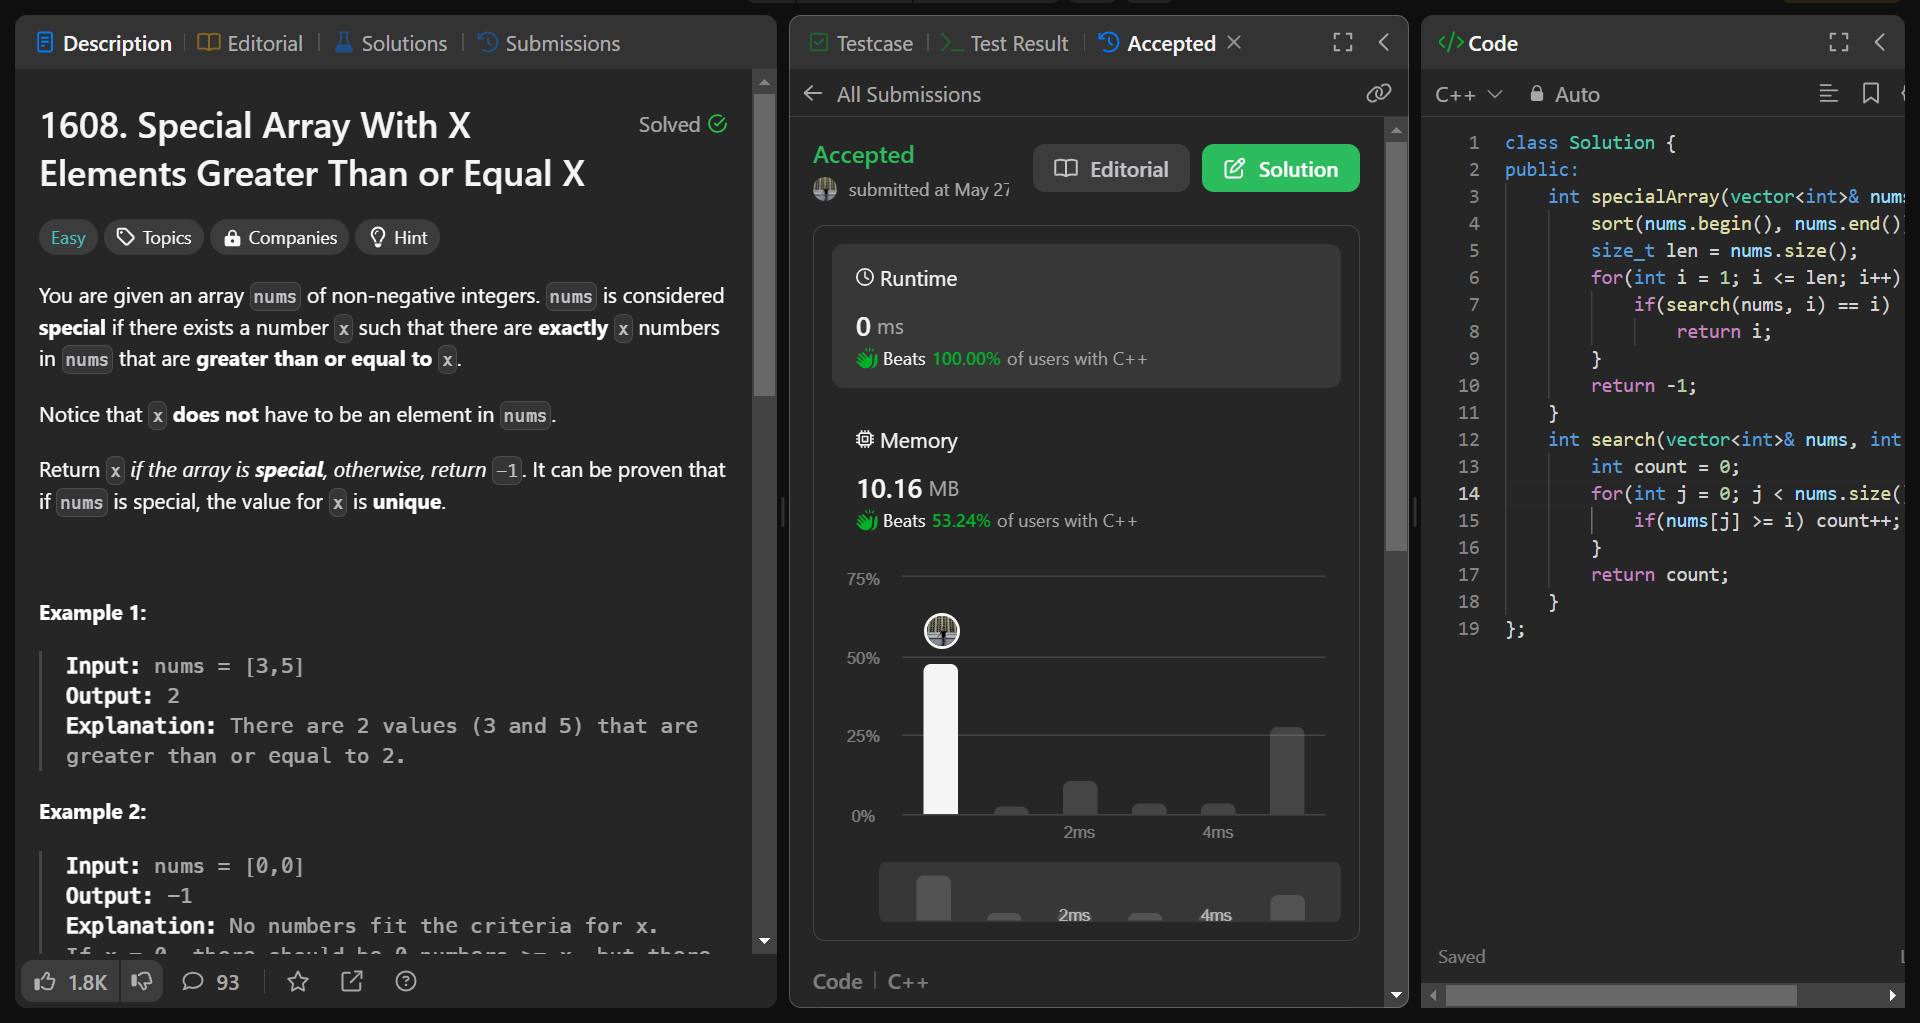 Description
Editorial
Solutions
Submissions
1608. Special Array With X
Elements Greater Than or Equal X
Solved
Easy
Topics
Companies
Hint
You are given an array nums of non-negative integers. nums is considered
special if there exists a number x such that there are exactly x numbers
in nums that are greater than or equal to x.
Notice that x does not have to be an element in nums.
Return x if the array is special, otherwise, return -1. It can be proven that
if nums is special, the value for x is unique.
Example 1:
Input: nums = [3,5]
Output: 2
Explanation: There are 2 values (3 and 5) that are
greater than or equal to 2.
Example 2:
Input: nums = [0,0]
Output: -1
Explanation: No numbers fit the criteria for x.
If x = 0, there should be 0 numbers >= x, but there
1.8K
93
Testcase
Test Result
Accepted
All Submissions
Accepted
submitted at May 27
Editorial
Solution
Runtime
0 ms
Beats 100.00% of users with C++
Memory
10.16 MB
Beats 53.24% of users with C++
75%
50%
25%
0%
2ms
4ms
2ms
4ms
Code
C++
</> Code
C++
Auto
1 class Solution {
2 public:
3 int specialArray(vector<int>& nums
4 sort(nums.begin(), nums.end()
5 size_t len = nums.size();
6 for(int i = 1; i <= len; i++)
7 if(search(nums, i) == i)
8 return i;
9 }
10 return -1;
11 }
12 int search(vector<int>& nums, int
13 int count = 0;
14 for(int j = 0; j < nums.size(
15 if(nums[j] >= i) count++;
16 }
17 return count;
18 }
19 };
Saved